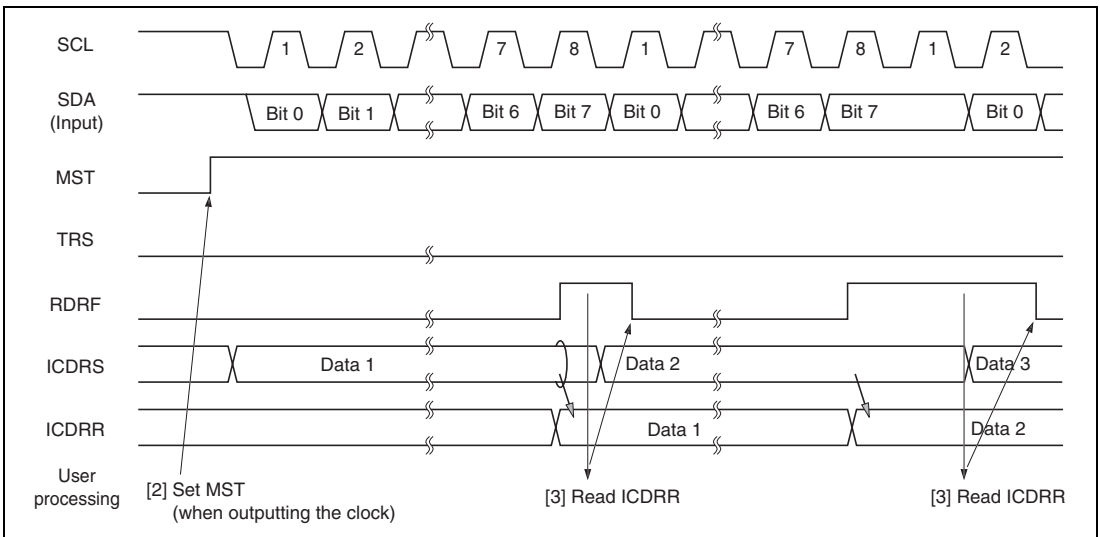 SCL 1 2 7 8 1 7 8 1 2
SDA
(Input)
Bit 0 Bit 1 Bit 6 Bit 7 Bit 0 Bit 6 Bit 7 Bit 0
MST
TRS
RDRF
ICDRS Data 1 Data 2 Data 3
ICDRR Data 1 Data 2
User
processing
[2] Set MST
(when outputting the clock)
[3] Read ICDRR
[3] Read ICDRR